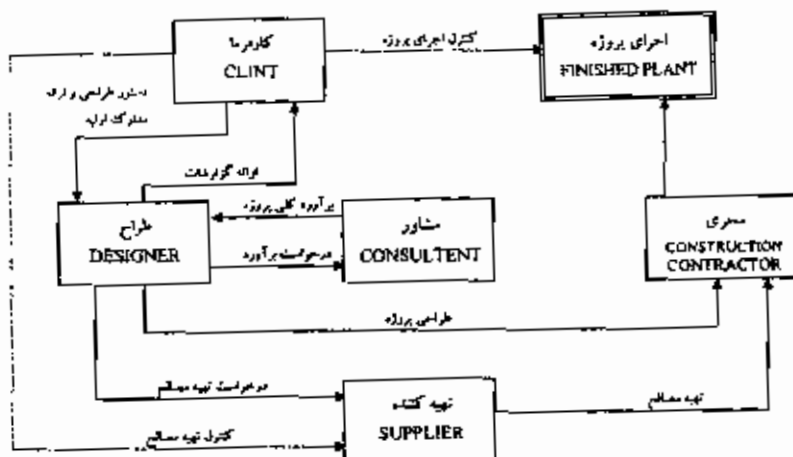 کارفرما
CLINT
کنترل اجرای پروژه
اجرای پروژه
FINISHED PLANT
دستور طراحی و ارائه
مدارک اولیه
ارائه گزارشات
طراح
DESIGNER
برآورد کلی پروژه
درخواست برآورد
مشاور
CONSULTENT
مجری
CONSTRUCTION
CONTRACTOR
طراحی پروژه
درخواست تهیه مصالح
تهیه کننده
SUPPLIER
تهیه مصالح
کنترل تهیه مصالح